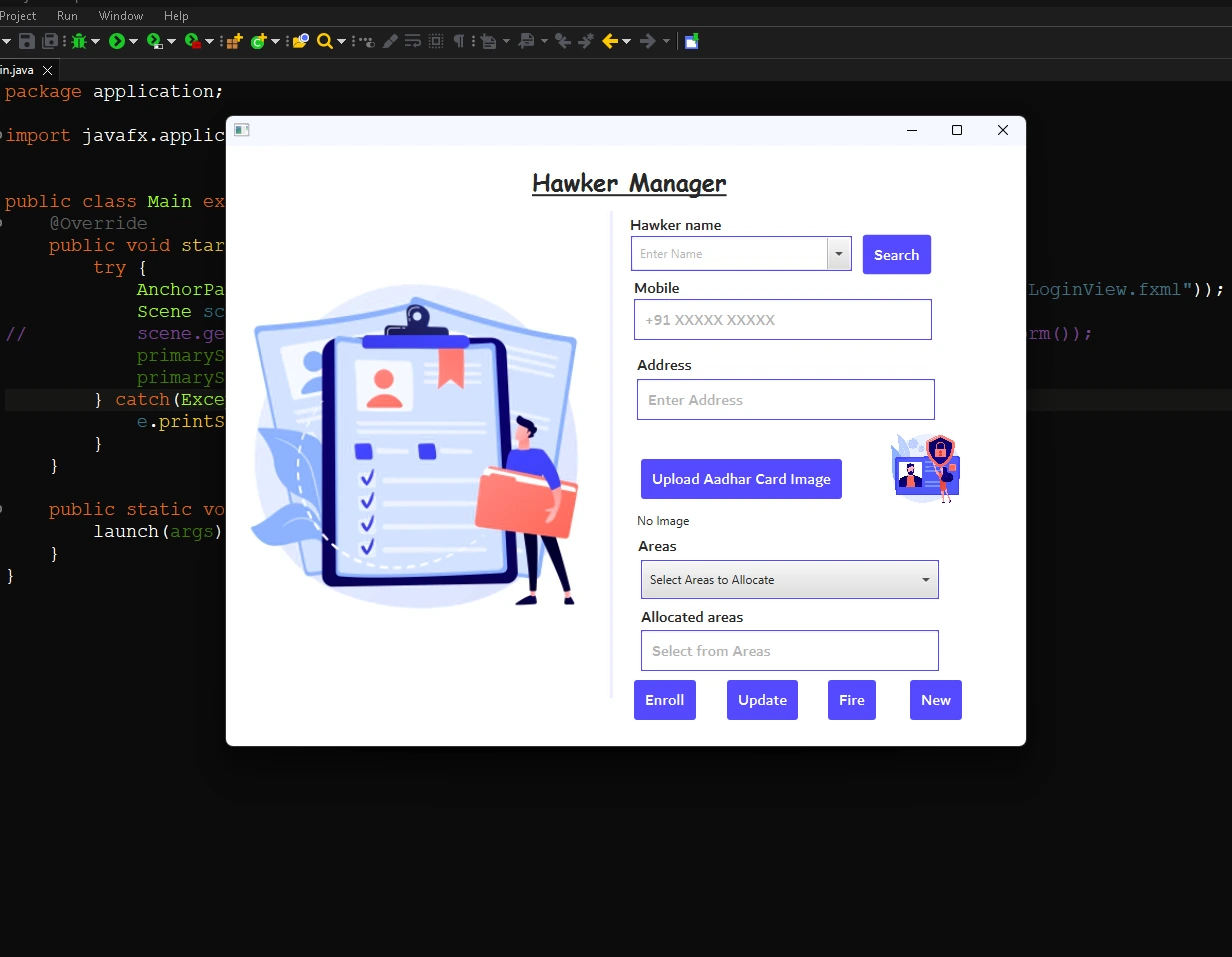 Project Run Window Help
in.java
package application;
import javafx.applic
public class Main ex
@Override
public void star
try {
AnchorPa LoginView.fxml"));
Scene sc
// scene.ge rm());
primaryS
primaryS
} catch(Exce
e.printS
}
}
public static vo
launch(args)
}
}
Hawker Manager
Hawker name
Enter Name Search
Mobile
+91 XXXXX XXXXX
Address
Enter Address
Upload Aadhar Card Image
No Image
Areas
Select Areas to Allocate
Allocated areas
Select from Areas
Enroll Update Fire New